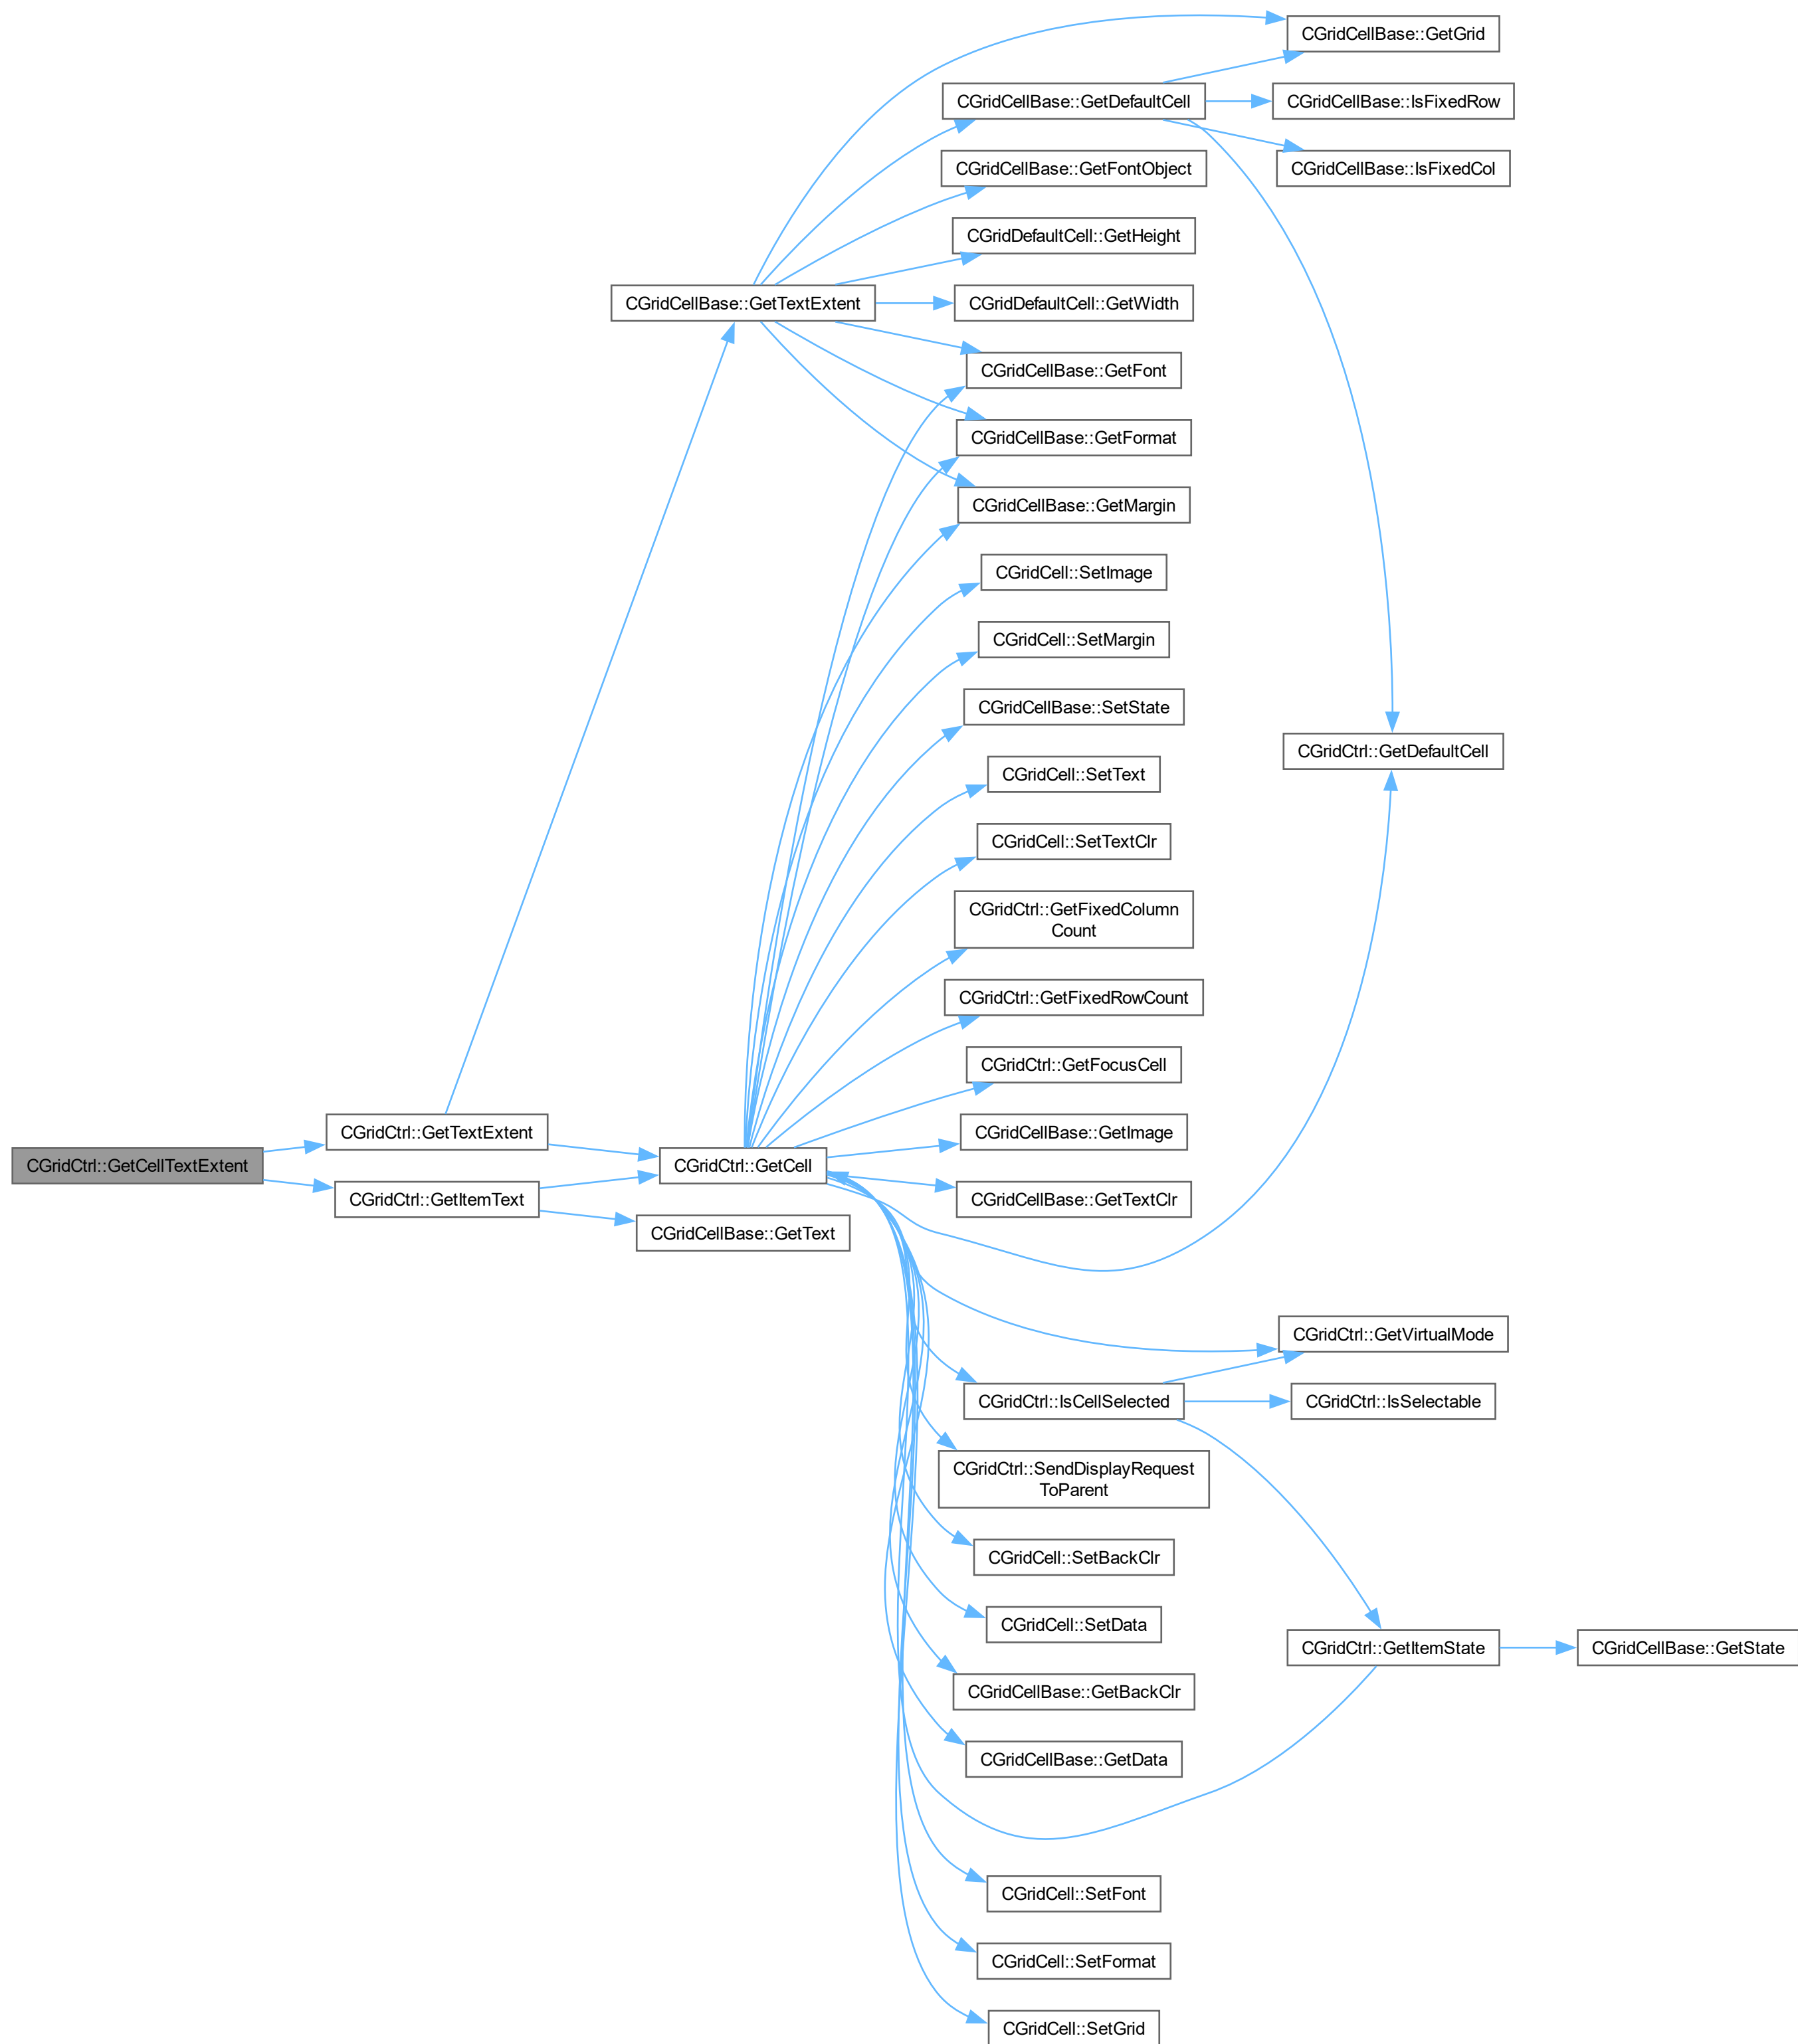 CGridCellBase::GetGrid
CGridCellBase::GetDefaultCell
CGridCellBase::IsFixedRow
CGridCellBase::GetFontObject
CGridCellBase::IsFixedCol
CGridDefaultCell::GetHeight
CGridCellBase::GetTextExtent
CGridDefaultCell::GetWidth
CGridCellBase::GetFont
CGridCellBase::GetFormat
CGridCellBase::GetMargin
CGridCell::SetImage
CGridCell::SetMargin
CGridCellBase::SetState
CGridCtrl::GetDefaultCell
CGridCell::SetText
CGridCell::SetTextClr
CGridCtrl::GetFixedColumn
Count
CGridCtrl::GetFixedRowCount
CGridCtrl::GetFocusCell
CGridCtrl::GetTextExtent
CGridCellBase::GetImage
CGridCtrl::GetCellTextExtent
CGridCtrl::GetCell
CGridCtrl::GetItemText
CGridCellBase::GetTextClr
CGridCellBase::GetText
CGridCtrl::GetVirtualMode
CGridCtrl::IsCellSelected
CGridCtrl::IsSelectable
CGridCtrl::SendDisplayRequest
ToParent
CGridCell::SetBackClr
CGridCell::SetData
CGridCtrl::GetItemState
CGridCellBase::GetState
CGridCellBase::GetBackClr
CGridCellBase::GetData
CGridCell::SetFont
CGridCell::SetFormat
CGridCell::SetGrid